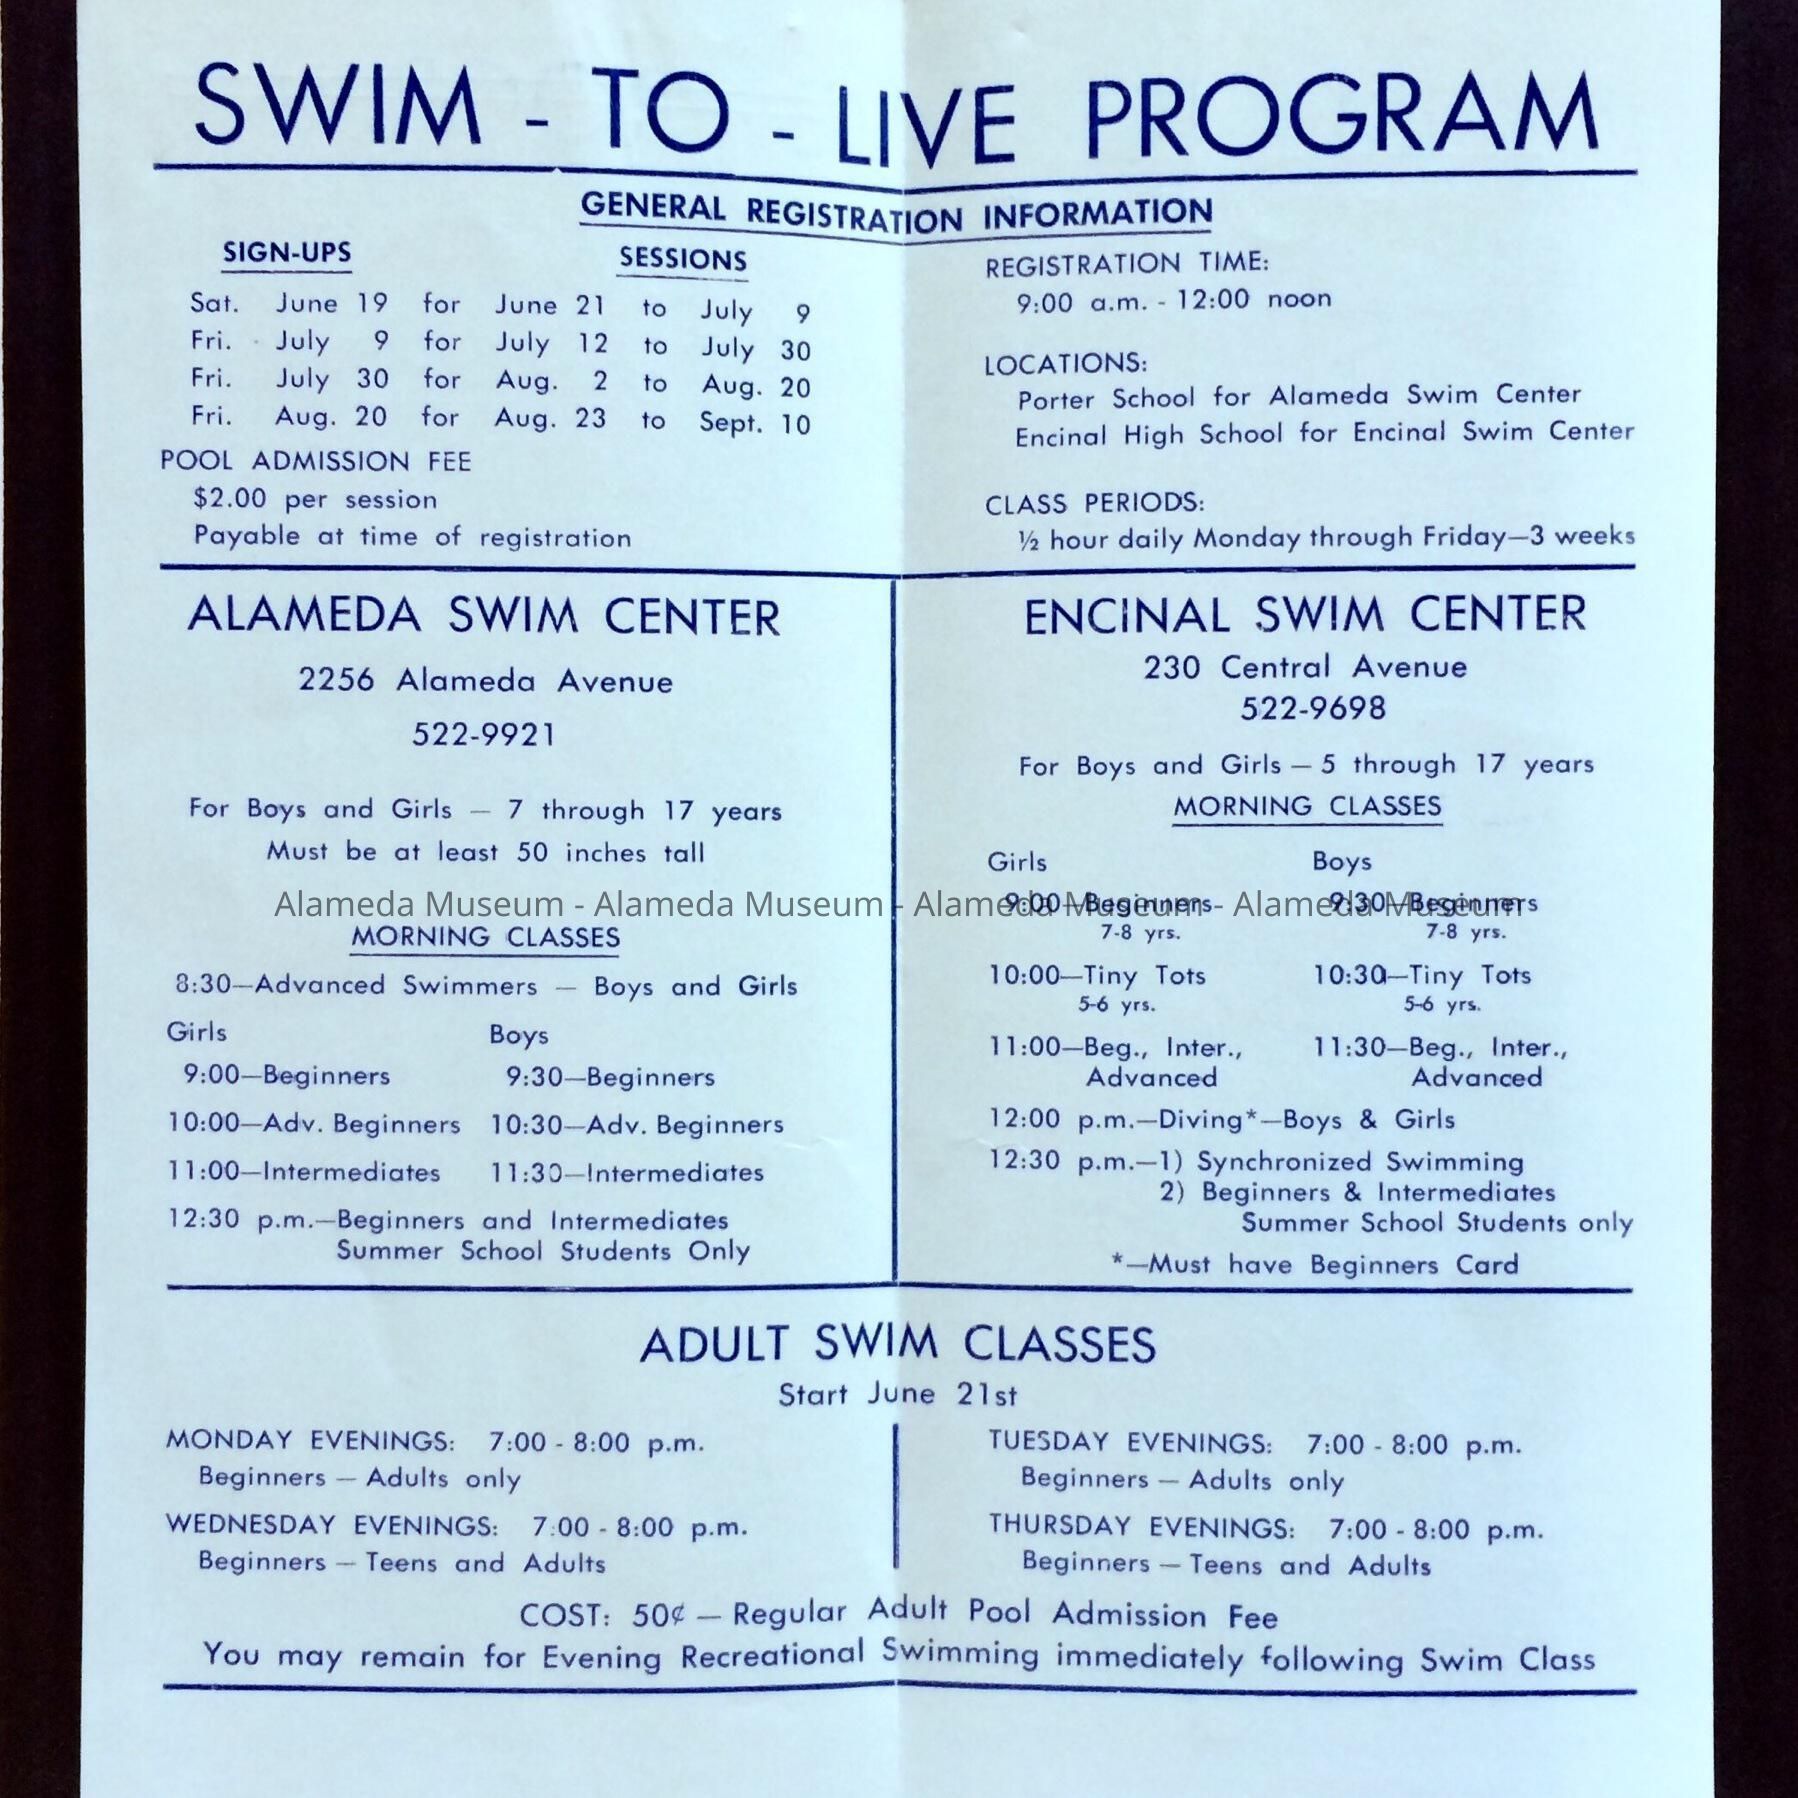 SWIM - TO - LIVE PROGRAM
GENERAL REGISTRATION INFORMATION
SIGN-UPS SESSIONS
Sat. June 19 for June 21 to July 9
Fri. July 9 for July 12 to July 30
Fri. July 30 for Aug. 2 to Aug. 20
Fri. Aug. 20 for Aug. 23 to Sept. 10
POOL ADMISSION FEE
$2.00 per session
Payable at time of registration
REGISTRATION TIME:
9:00 a.m. - 12:00 noon
LOCATIONS:
Porter School for Alameda Swim Center
Encinal High School for Encinal Swim Center
CLASS PERIODS:
½ hour daily Monday through Friday—3 weeks
ALAMEDA SWIM CENTER
2256 Alameda Avenue
522-9921
For Boys and Girls — 7 through 17 years
Must be at least 50 inches tall
MORNING CLASSES
8:30—Advanced Swimmers — Boys and Girls
Girls Boys
9:00—Beginners 9:30—Beginners
10:00—Adv. Beginners 10:30—Adv. Beginners
11:00—Intermediates 11:30—Intermediates
12:30 p.m.—Beginners and Intermediates
Summer School Students Only
ENCINAL SWIM CENTER
230 Central Avenue
522-9698
For Boys and Girls — 5 through 17 years
MORNING CLASSES
Girls Boys
9:00—Beginners 9:30—Beginners
7-8 yrs. 7-8 yrs.
10:00—Tiny Tots 10:30—Tiny Tots
5-6 yrs. 5-6 yrs.
11:00—Beg., Inter., 11:30—Beg., Inter.,
Advanced Advanced
12:00 p.m.—Diving*—Boys & Girls
12:30 p.m.—1) Synchronized Swimming
2) Beginners & Intermediates
Summer School Students only
*—Must have Beginners Card
Alameda Museum - Alameda Museum - Alameda Museum - Alameda Museum
ADULT SWIM CLASSES
Start June 21st
MONDAY EVENINGS: 7:00 - 8:00 p.m.
Beginners — Adults only
WEDNESDAY EVENINGS: 7:00 - 8:00 p.m.
Beginners — Teens and Adults
TUESDAY EVENINGS: 7:00 - 8:00 p.m.
Beginners — Adults only
THURSDAY EVENINGS: 7:00 - 8:00 p.m.
Beginners — Teens and Adults
COST: 50¢ — Regular Adult Pool Admission Fee
You may remain for Evening Recreational Swimming immediately following Swim Class